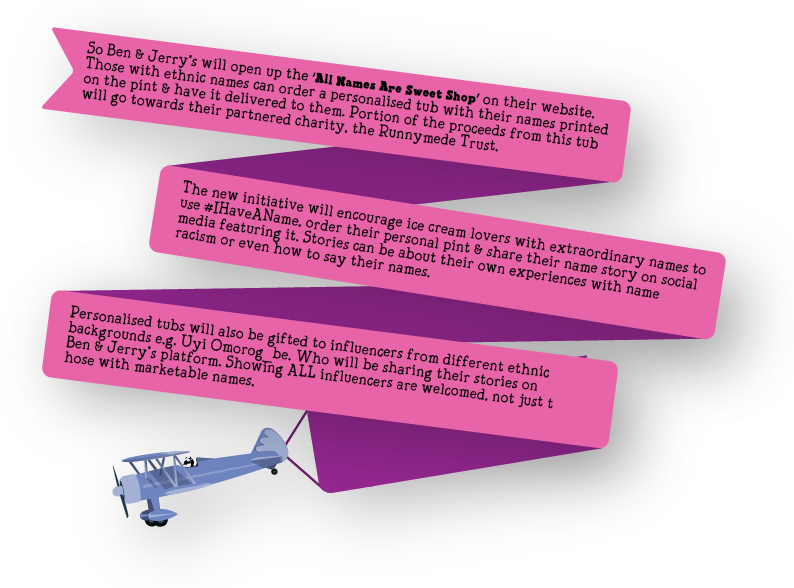 So Ben & Jerry's will open up the 'All Names Are Sweet Shop' on their website.
Those with ethnic names can order a personalised tub with their names printed
on the pint & have it delivered to them. Portion of the proceeds from this tub
will go towards their partnered charity, the Runnymede Trust.
The new initiative will encourage ice cream lovers with extraordinary names to
use #IHaveAName, order their personal pint & share their name story on social
media featuring it. Stories can be about their own experiences with name
racism or even how to say their names.
Personalised tubs will also be gifted to influencers from different ethnic
backgrounds e.g. Uyi Omorog_be. Who will be sharing their stories on
Ben & Jerry's platform. Showing ALL influencers are welcomed, not just t
hose with marketable names.